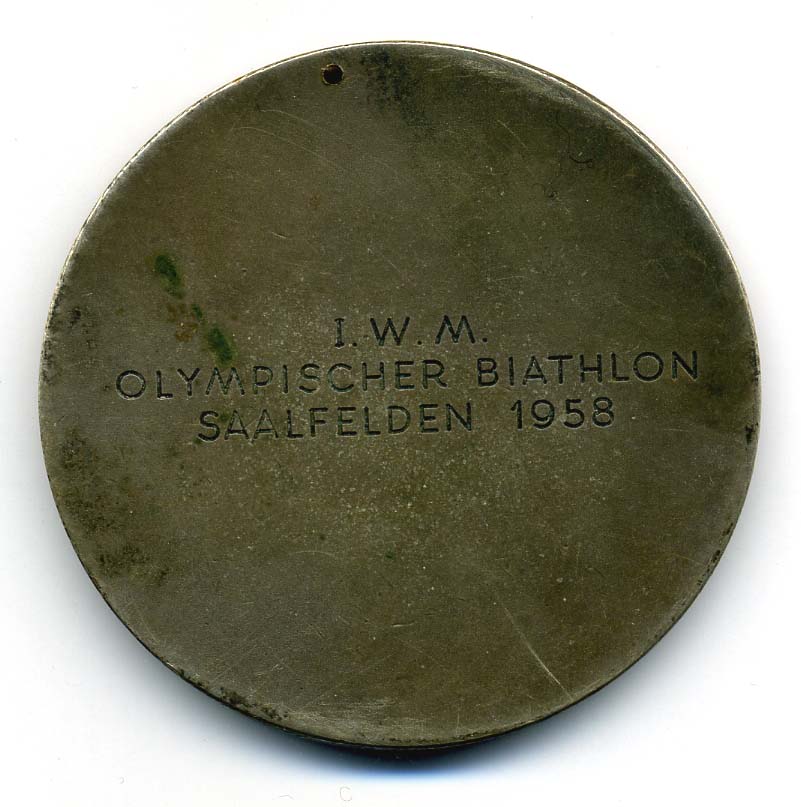 I. W. M.
OLYMPISCHER BIATHLON
SAALFELDEN 1958